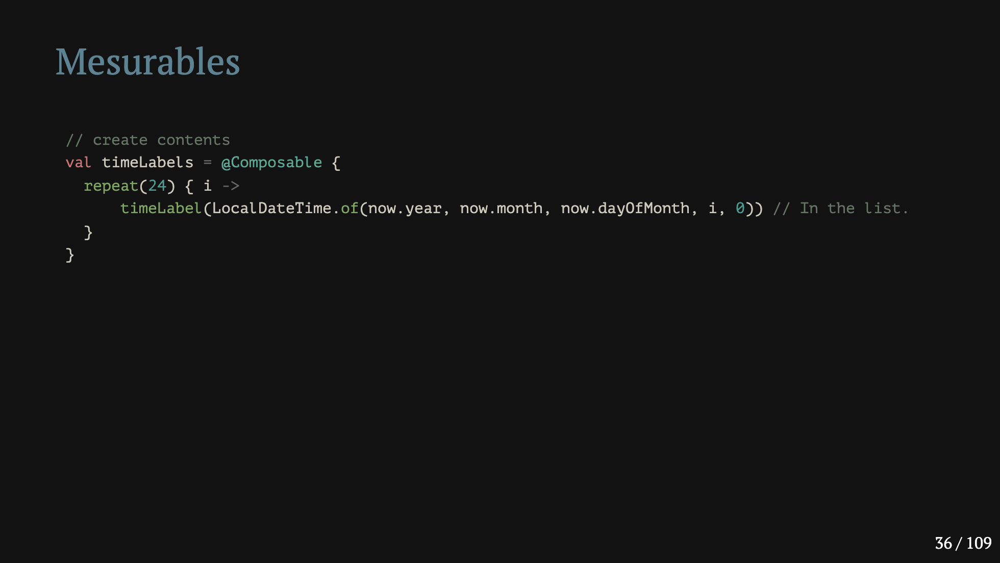 Mesurables
// create contents
val timeLabels = @Composable {
repeat(24) { i ->
timeLabel(LocalDateTime.of(now.year, now.month, now.dayOfMonth, i, 0)) // In the list.
}
}
36 / 109